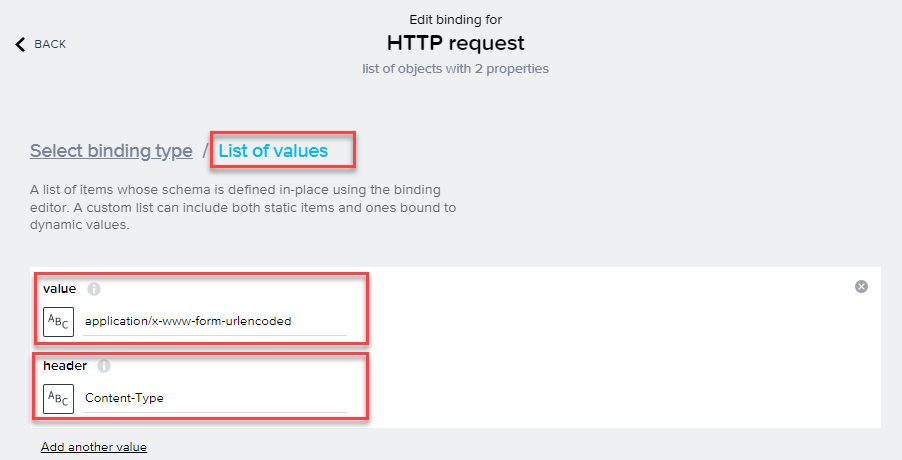 Edit binding for
BACK
HTTP request
list of objects with 2 properties
Select binding type / List of values
A list of items whose schema is defined in-place using the binding
editor. A custom list can include both static items and ones bound to
dynamic values.
value
ABC application/x-www-form-urlencoded
header
ABC Content-Type
Add another value